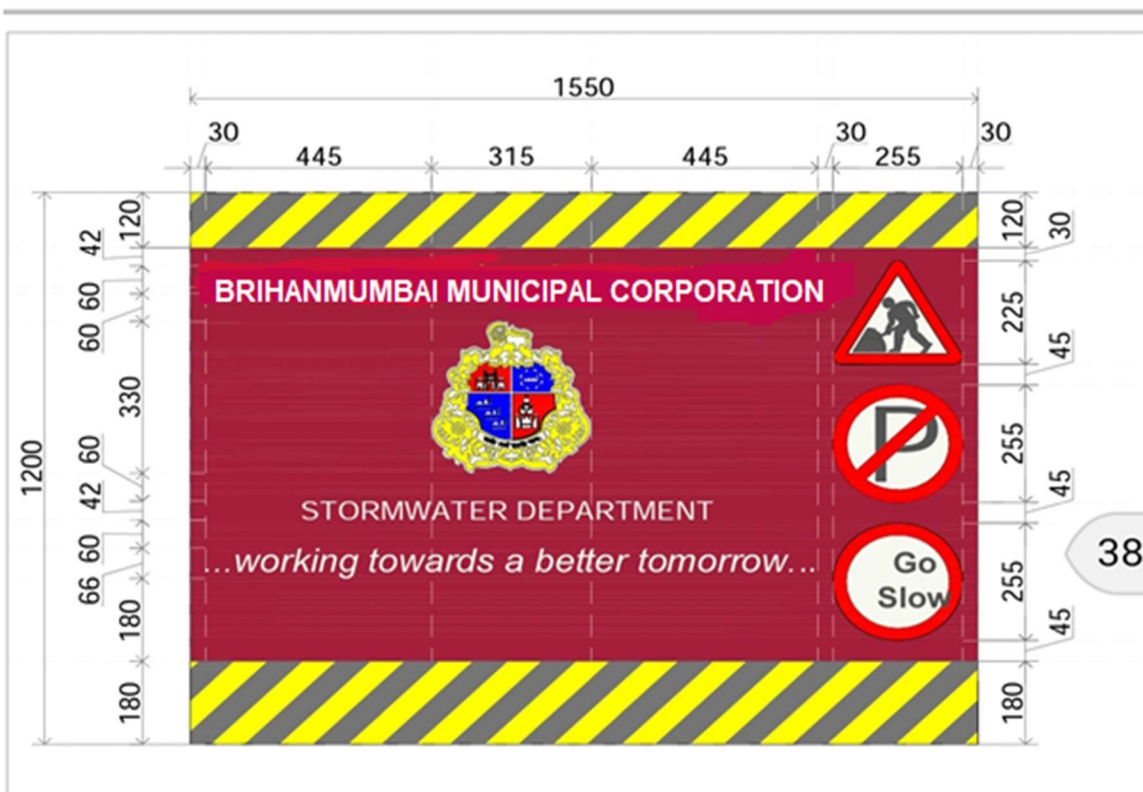 1550
30 30 30
445 315 445 255
120 120
42 30
BRIHANMUMBAI MUNICIPAL CORPORATION
60 225
60 45
330
P
60 255
1200
42 45
STORMWATER DEPARTMENT
60
...working towards a better tomorrow...
66 255
Go
Slow
38
180 45
180 180